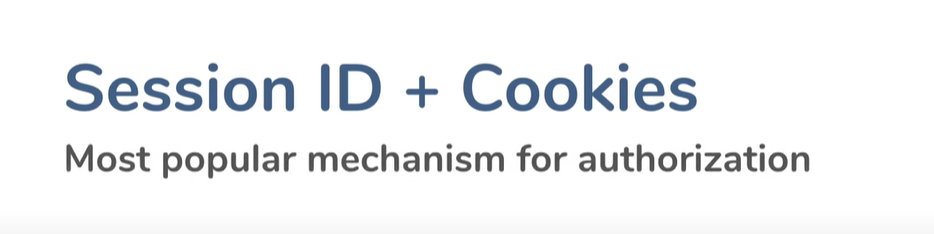 Session ID + Cookies
Most popular mechanism for authorization